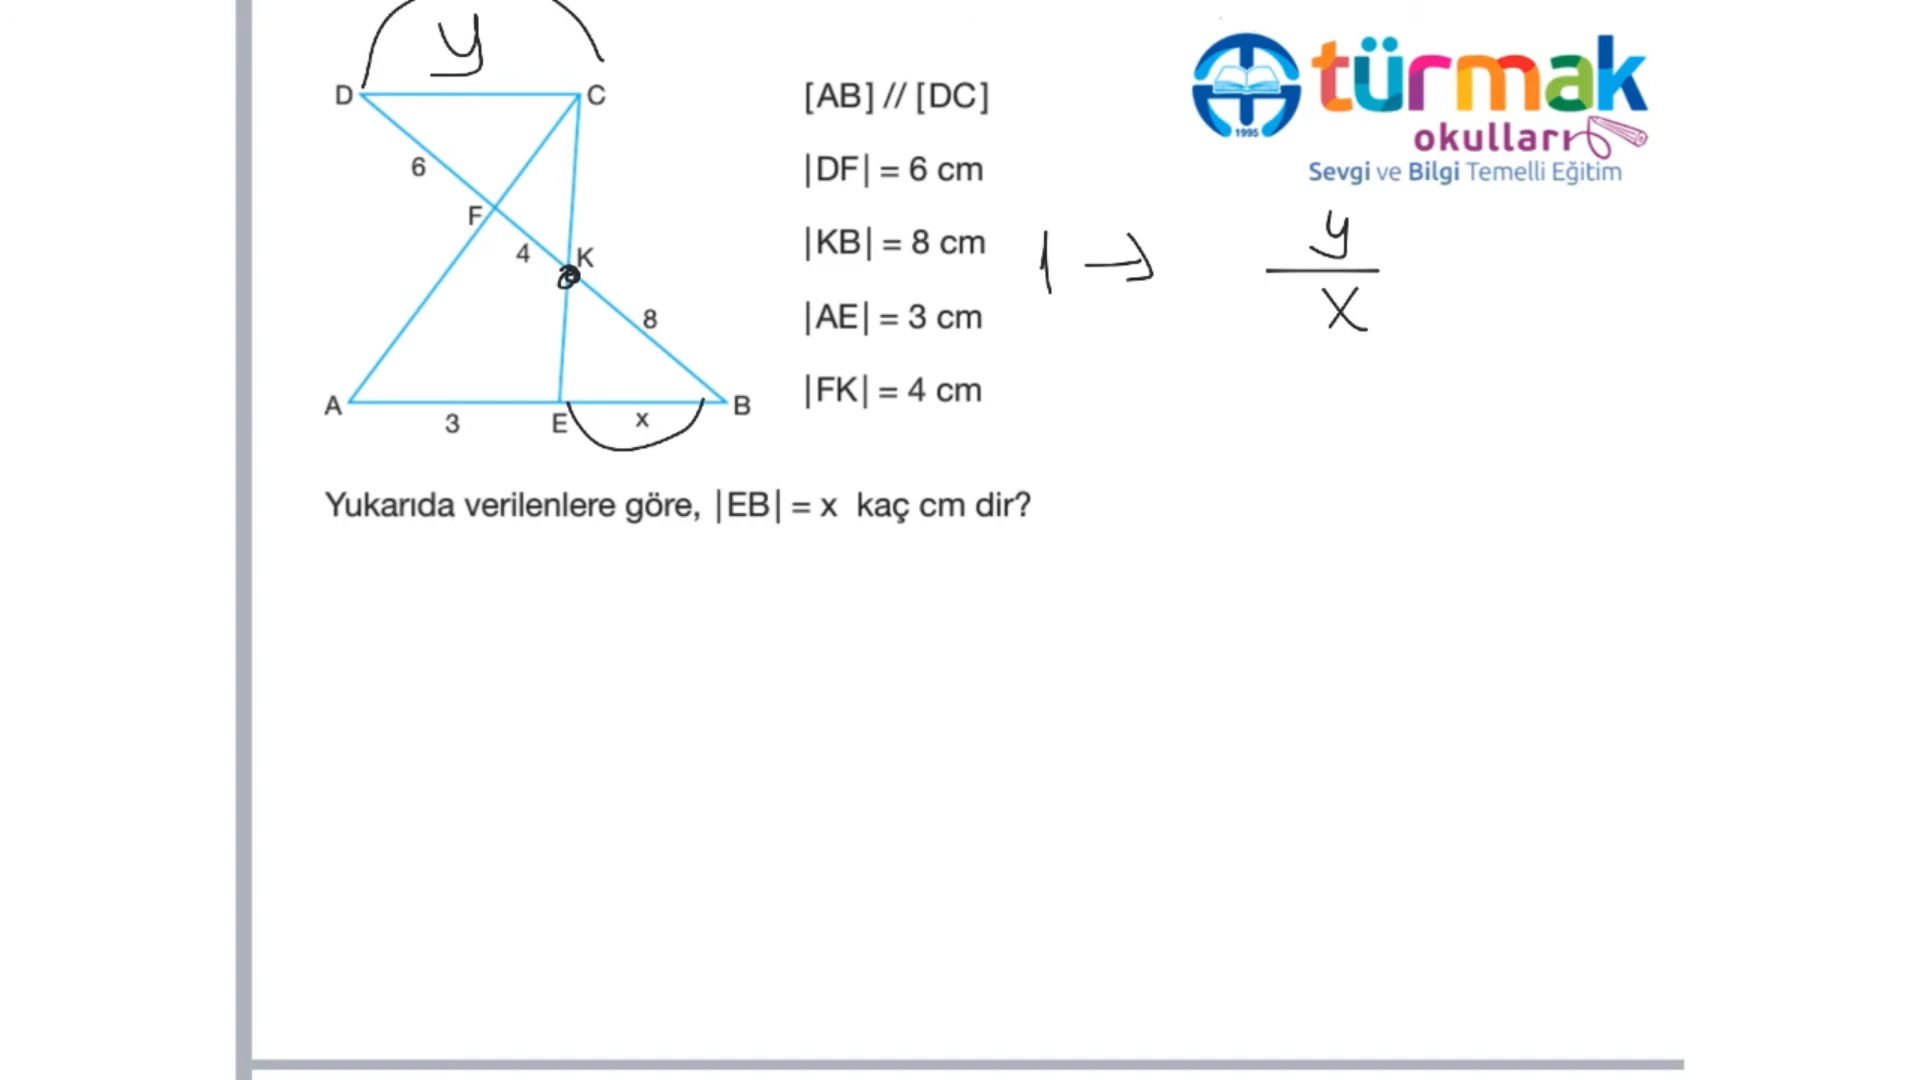 y
D
C
[AB] // [DC]
türmak
1995
okulları
Sevgi ve Bilgi Temelli Eğitim
6
|DF| = 6 cm
F
4
K
|KB| = 8 cm
1 → y/x
8
|AE| = 3 cm
|FK| = 4 cm
A
3
E
x
B
Yukarıda verilenlere göre, |EB| = x kaç cm dir?